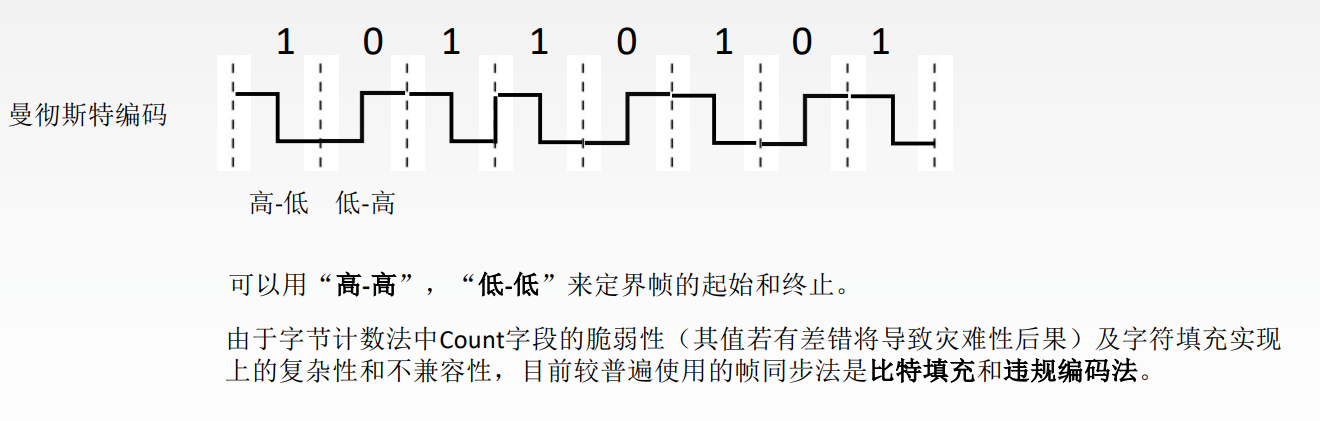 1 0 1 1 0 1 0 1
曼彻斯特编码
高-低 低-高
可以用“高-高”，“低-低”来定界帧的起始和终止。
由于字节计数法中Count字段的脆弱性（其值若有差错将导致灾难性后果）及字符填充实现
上的复杂性和不兼容性，目前较普遍使用的帧同步法是比特填充和违规编码法。